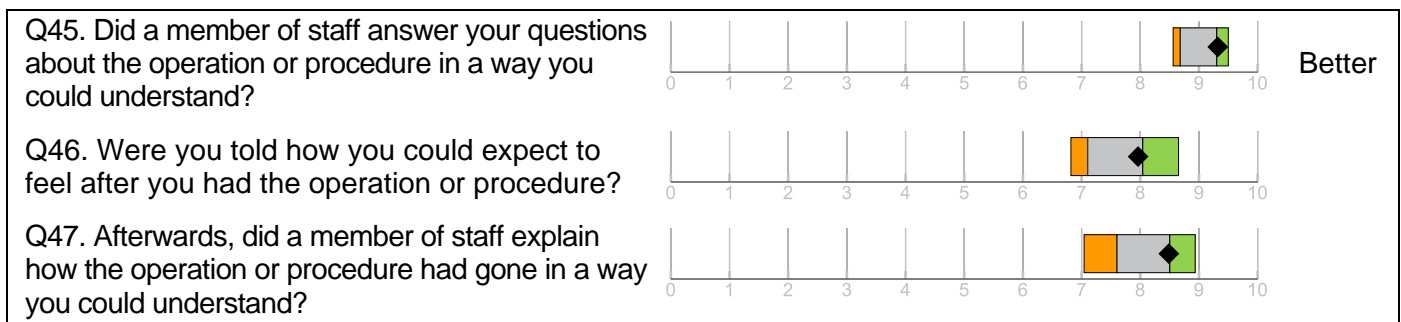 Q45. Did a member of staff answer your questions
about the operation or procedure in a way you
could understand?
0 1 2 3 4 5 6 7 8 9 10
Better
Q46. Were you told how you could expect to
feel after you had the operation or procedure?
0 1 2 3 4 5 6 7 8 9 10
Q47. Afterwards, did a member of staff explain
how the operation or procedure had gone in a way
you could understand?
0 1 2 3 4 5 6 7 8 9 10